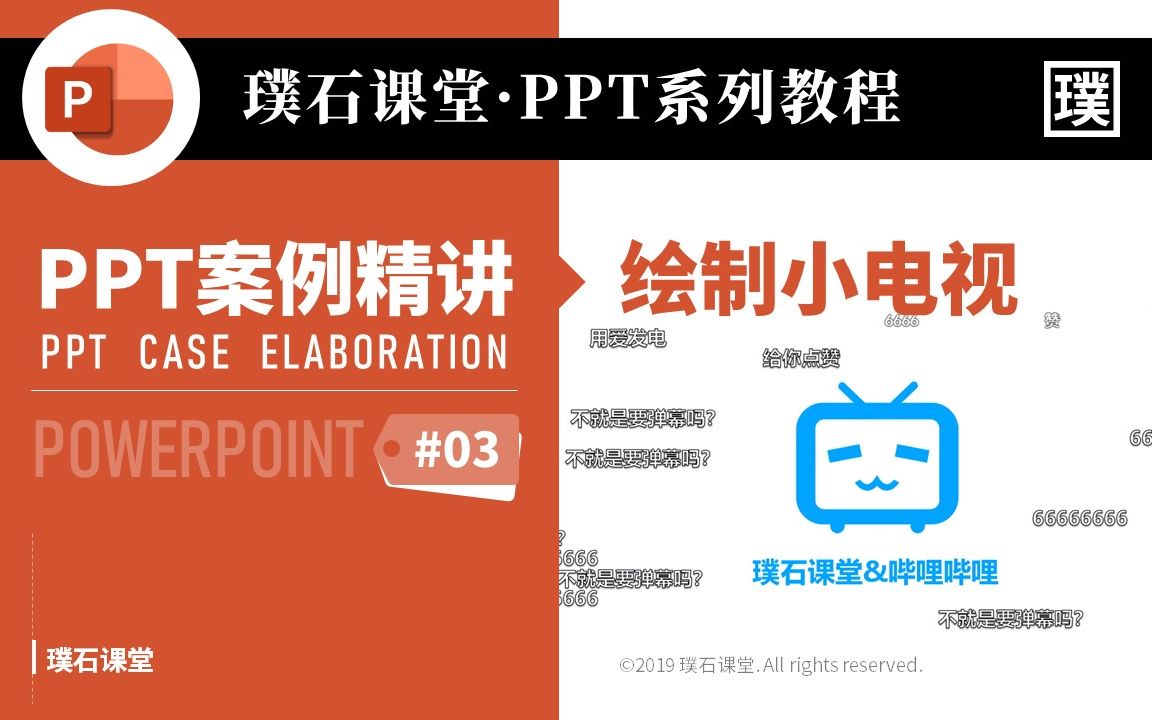 P
璞石课堂·PPT系列教程
璞
PPT案例精讲
PPT CASE ELABORATION
POWERPOINT
#03
璞石课堂
绘制小电视
6666
赞
用爱发电
给你点赞
不就是要弹幕吗?
66
不就是要弹幕吗?
66666666
?
6666
不就是要弹幕吗?
6666
璞石课堂&哔哩哔哩
不就是要弹幕吗?
©2019 璞石课堂. All rights reserved.